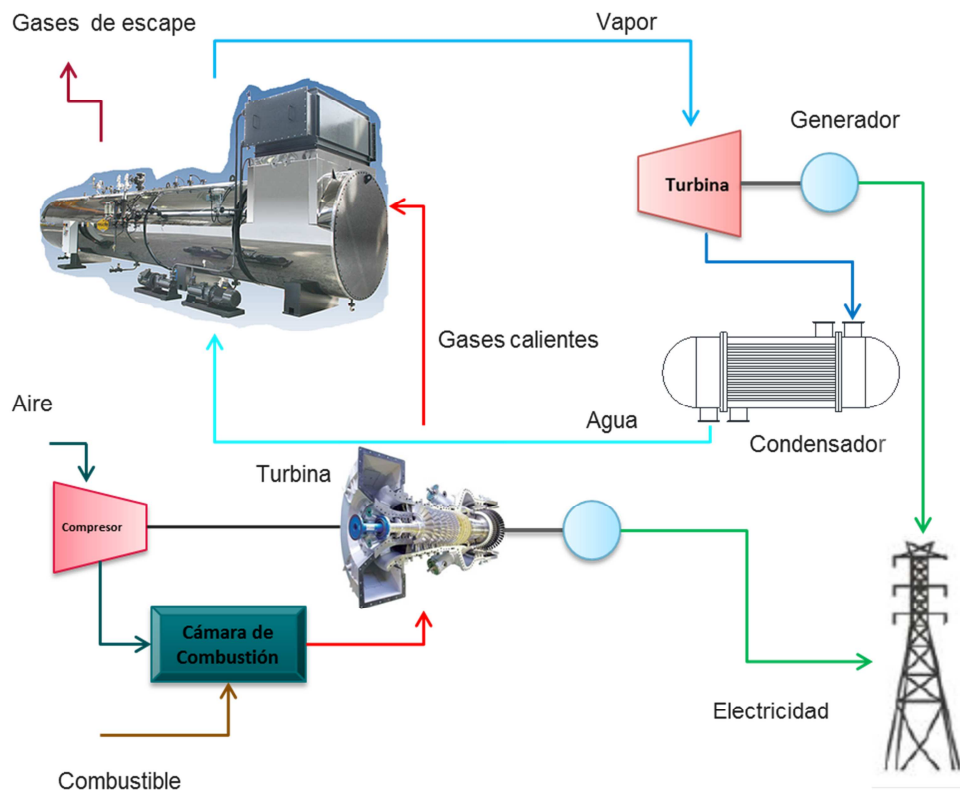 Gases de escape
Vapor
Generador
Turbina
Gases calientes
Aire
Agua
Condensador
Turbina
Compresor
Cámara de
Combustión
Electricidad
Combustible